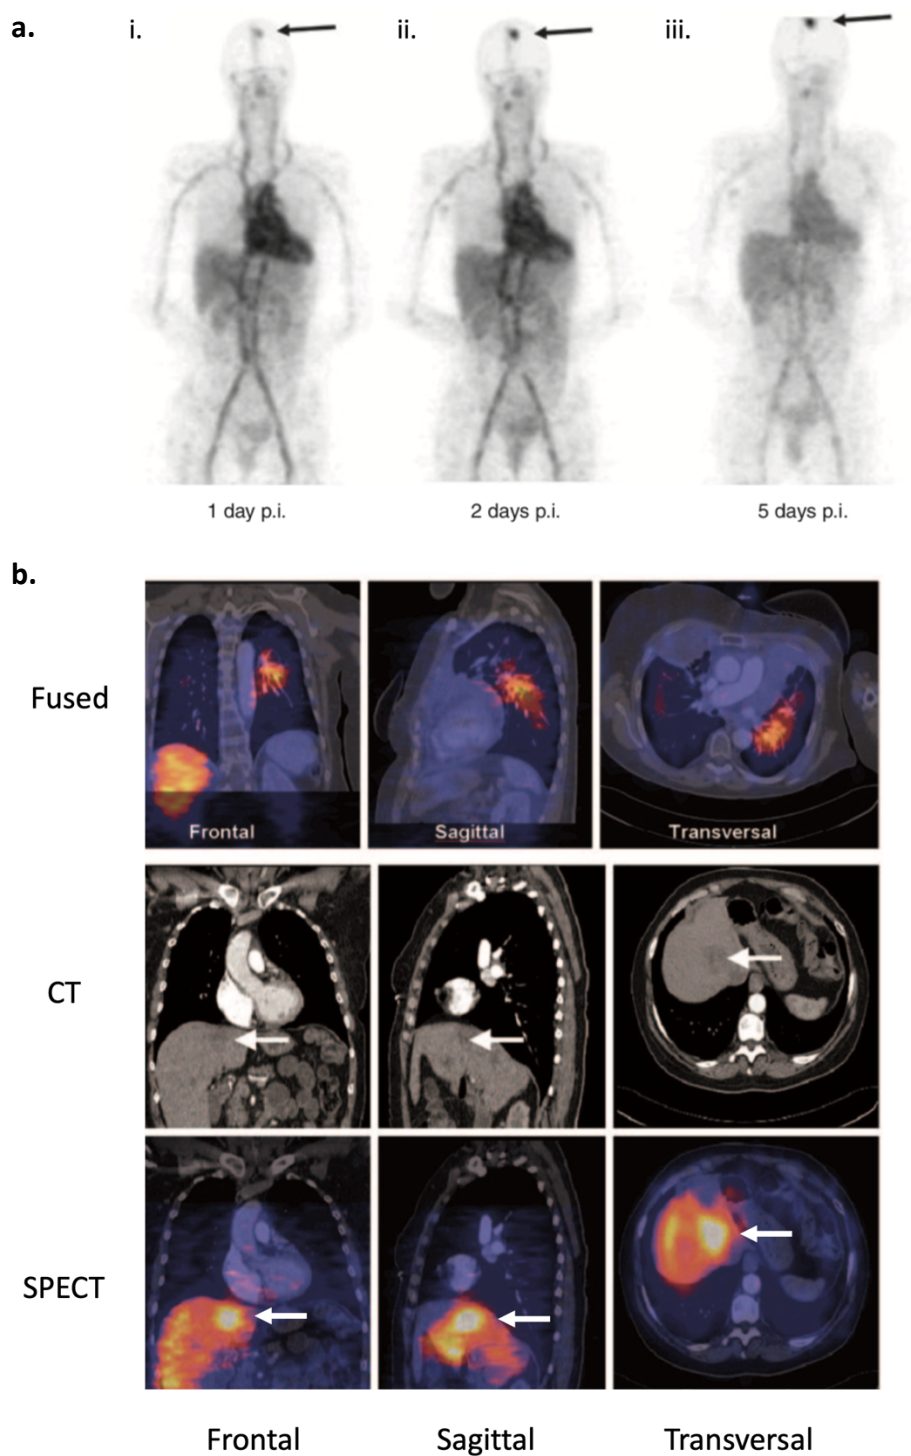 a.
i.
ii.
iii.
1 day p.i.
2 days p.i.
5 days p.i.
b.
Fused
Frontal
Sagittal
Transversal
CT
SPECT
Frontal
Sagittal
Transversal